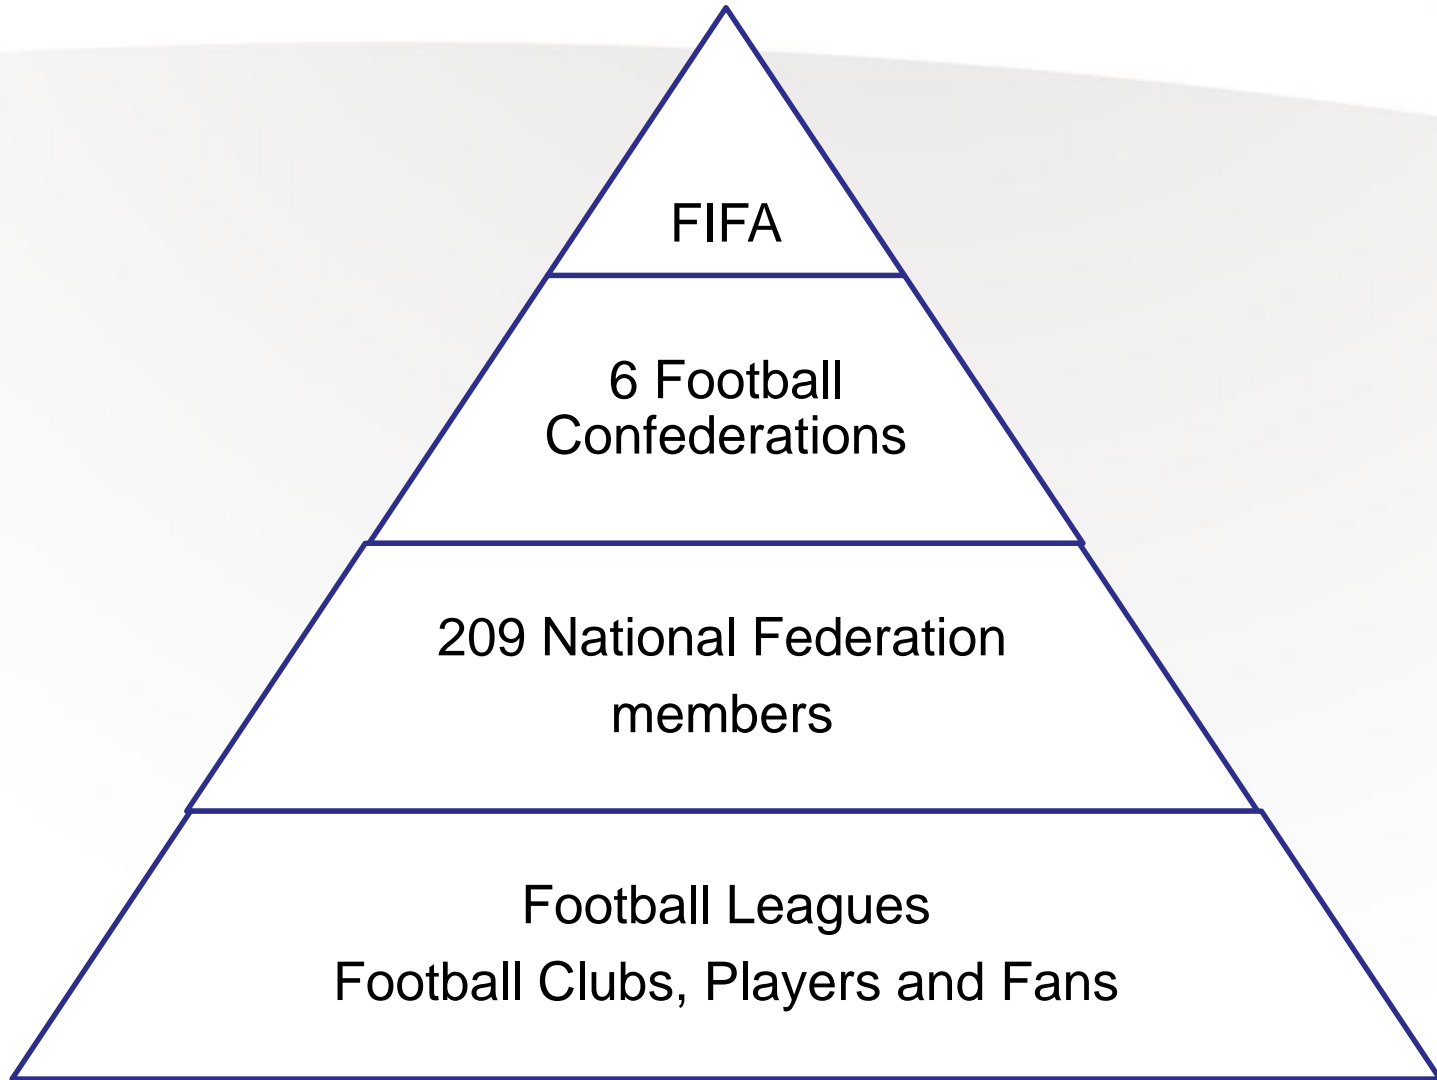 FIFA
6 Football
Confederations
209 National Federation
members
Football Leagues
Football Clubs, Players and Fans